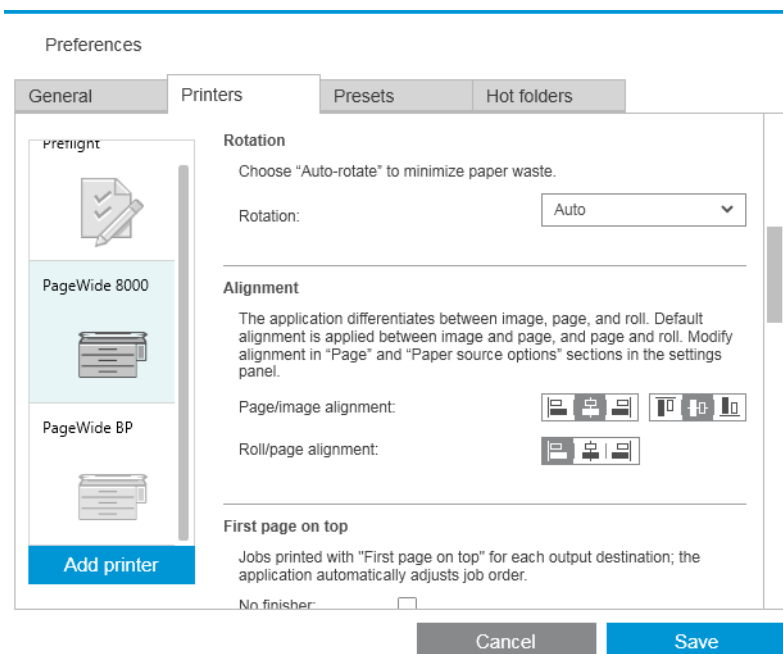 Preferences
General
Printers
Presets
Hot folders
Preflight
PageWide 8000
PageWide BP
Add printer
Rotation
Choose “Auto-rotate” to minimize paper waste.
Rotation:
Auto
Alignment
The application differentiates between image, page, and roll. Default
alignment is applied between image and page, and page and roll. Modify
alignment in “Page” and “Paper source options” sections in the settings
panel.
Page/image alignment:
Roll/page alignment:
First page on top
Jobs printed with "First page on top" for each output destination; the
application automatically adjusts job order.
No finisher:
Cancel
Save